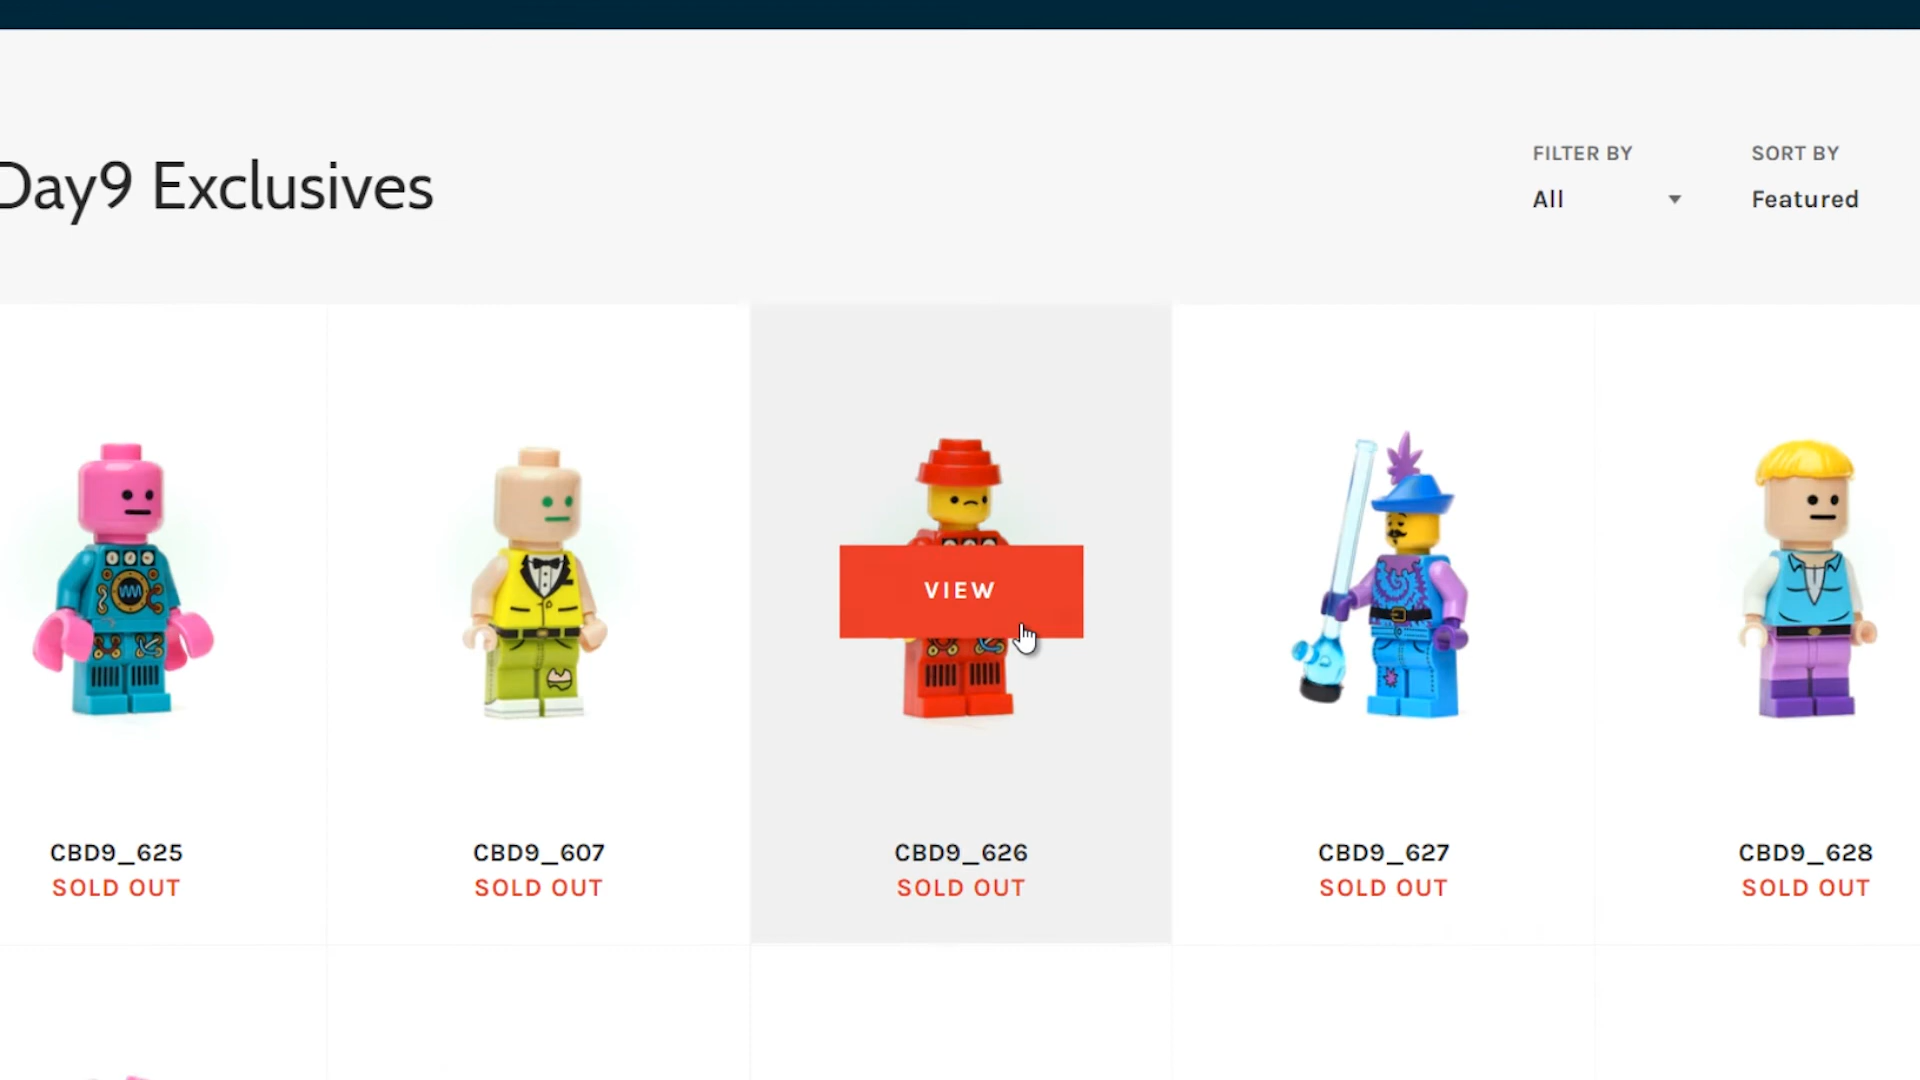 Day9 Exclusives
FILTER BY
All
SORT BY
Featured
VIEW
CBD9_625
SOLD OUT
CBD9_607
SOLD OUT
CBD9_626
SOLD OUT
CBD9_627
SOLD OUT
CBD9_628
SOLD OUT